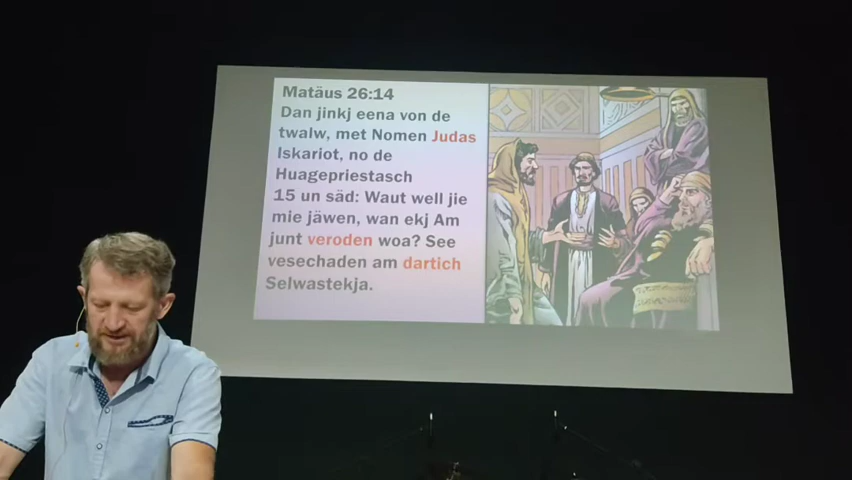 Matäus 26:14
Dan jinkj eena von de
twalw, met Nomen Judas
Iskariot, no de
Huagepriestasch
15 un säd: Waut well jie
mie jäwen, wan ekj Am
junt veroden woa? See
vesechaden am dartich
Selwastekja.